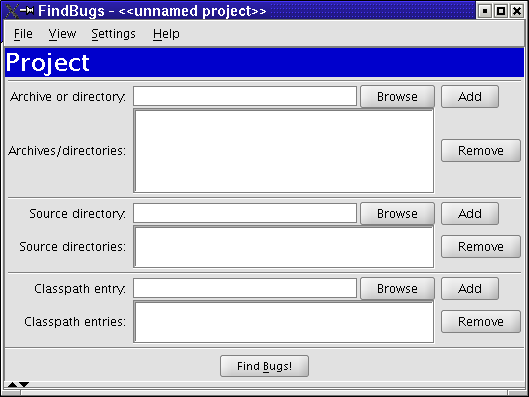 FindBugs - <<unnamed project>>
File View Settings Help
Project
Archive or directory: Browse Add
Archives/directories: Remove
Source directory: Browse Add
Source directories: Remove
Classpath entry: Browse Add
Classpath entries: Remove
Find Bugs!